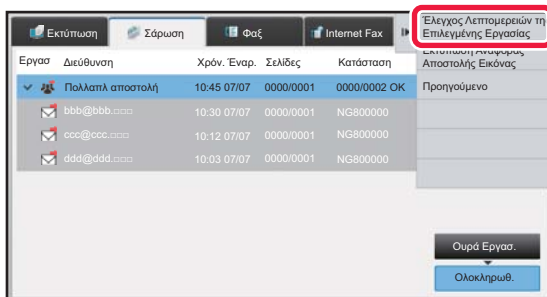 Εκτύπωση Σάρωση Φαξ Internet Fax
Έλεγχος Λεπτομερειών τη
Επιλεγμένης Εργασίας
Εκτύπωση Αναφοράς
Αποστολής Εικόνας
Προηγούμενο
Εργασ Διεύθυνση Χρόν. Έναρ. Σελίδες Κατάσταση
Πολλαπλ αποστολή 10:45 07/07 0000/0001 0000/0002 OK
bbb@bbb.□□□ 10:30 07/07 0000/0001 NG800000
ccc@ccc.□□□ 10:12 07/07 0000/0001 NG800000
ddd@ddd.□□□ 10:03 07/07 0000/0001 NG800000
Ουρά Εργασ.
Ολοκληρωθ.